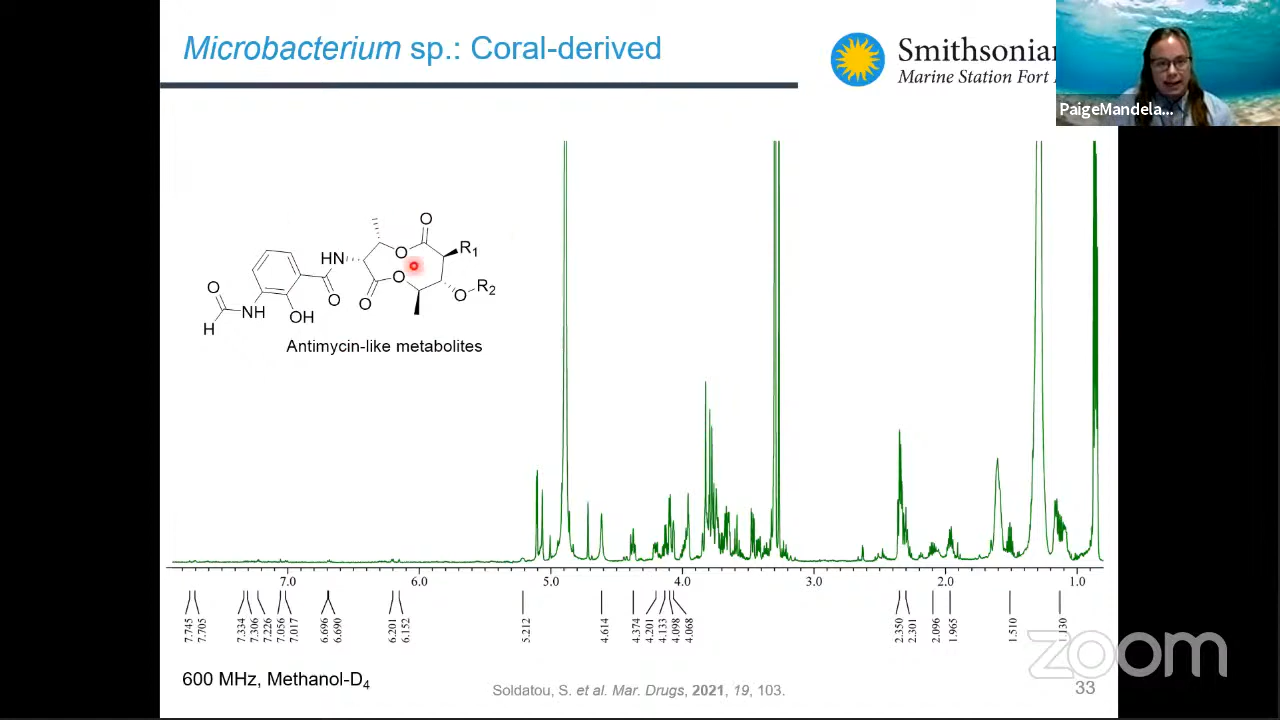 Microbacterium sp.: Coral-derived
Smithsonian
Marine Station Fort
PaigeMandela...
O
R1
HN
O
O
R2
O
O
O
O
NH
OH
H
Antimycin-like metabolites
7.0 6.0 5.0 4.0 3.0 2.0 1.0
7.745
7.705
7.334
7.306
7.226
7.056
7.017
6.696
6.690
6.201
6.152
5.212
4.614
4.374
4.201
4.133
4.098
4.068
2.350
2.301
2.096
1.965
1.510
zoom
600 MHz, Methanol-D4
Soldatou, S. et al. Mar. Drugs, 2021, 19, 103.
33